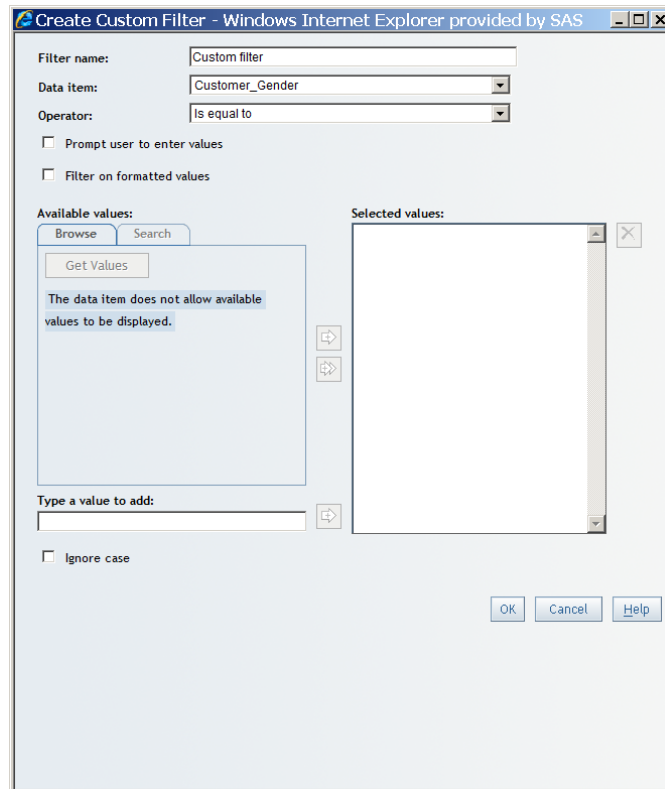 Create Custom Filter - Windows Internet Explorer provided by SAS
Filter name: Custom filter
Data item: Customer_Gender
Operator: Is equal to
Prompt user to enter values
Filter on formatted values
Available values: Selected values:
Browse Search
Get Values
The data item does not allow available
values to be displayed.
Type a value to add:
Ignore case
OK Cancel Help